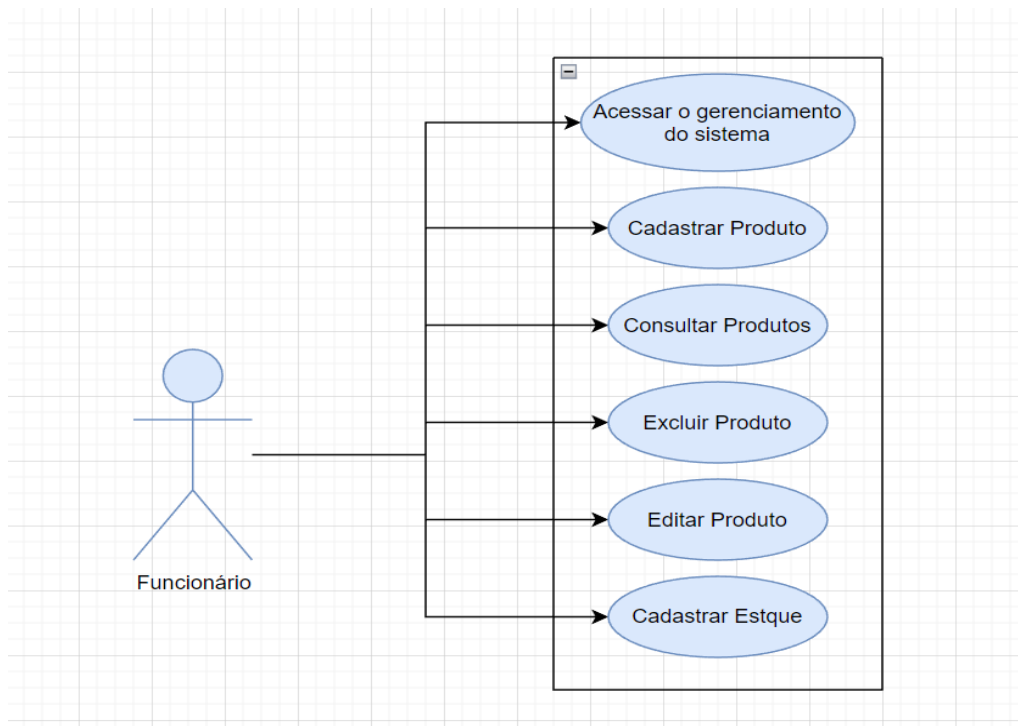 Acessar o gerenciamento
do sistema
Cadastrar Produto
Consultar Produtos
Excluir Produto
Editar Produto
Cadastrar Estque
Funcionário